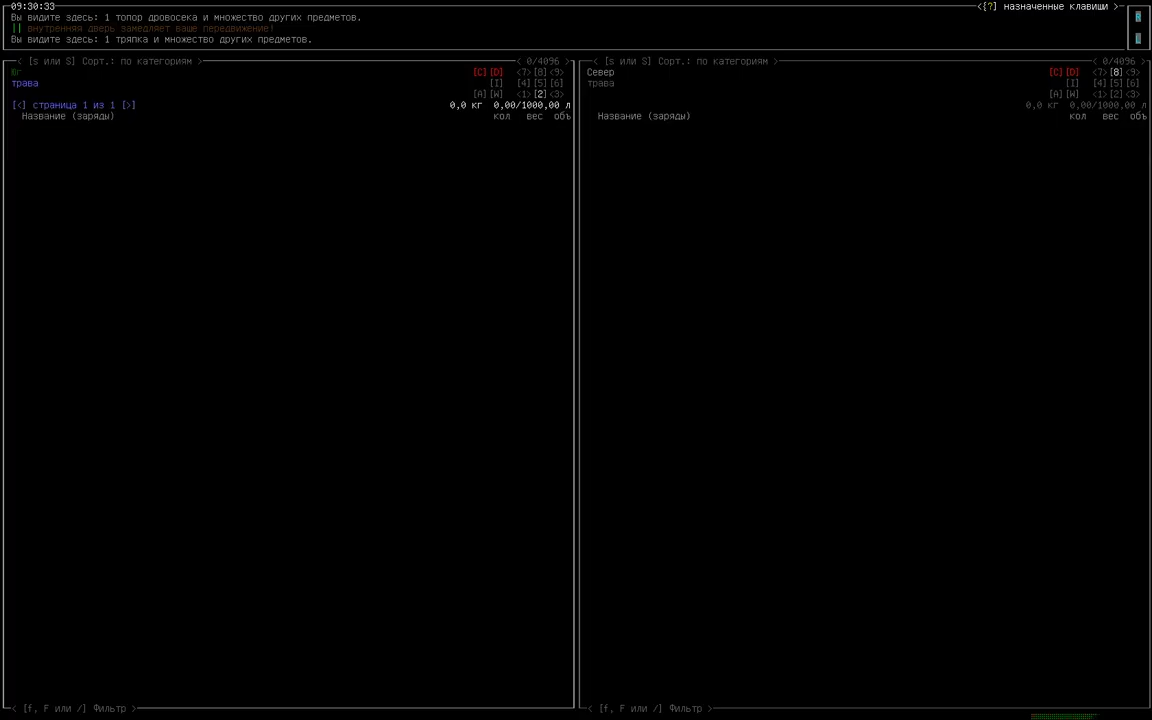 09:30:33 <[?] назначенные клавиши >
Вы видите здесь: 1 топор дровосека и множество других предметов.
|| внутренняя дверь замедляет ваше передвижение!
Вы видите здесь: 1 тряпка и множество других предметов.
< [s или S] Сорт.: по категориям > < 0/4096 >
Юг [C][D] <7>[8]<9>
трава [I] [4][5][6]
[A][W] <1>[2]<3>
[<] страница 1 из 1 [>] 0,0 кг 0,00/1000,00 л
Название (заряды) кол вес объ
< [f, F или /] Фильтр >
< [s или S] Сорт.: по категориям > < 0/4096 >
Север [C][D] <7>[8]<9>
трава [I] [4][5][6]
[A][W] <1>[2]<3>
0,0 кг 0,00/1000,00 л
Название (заряды) кол вес объ
< [f, F или /] Фильтр >